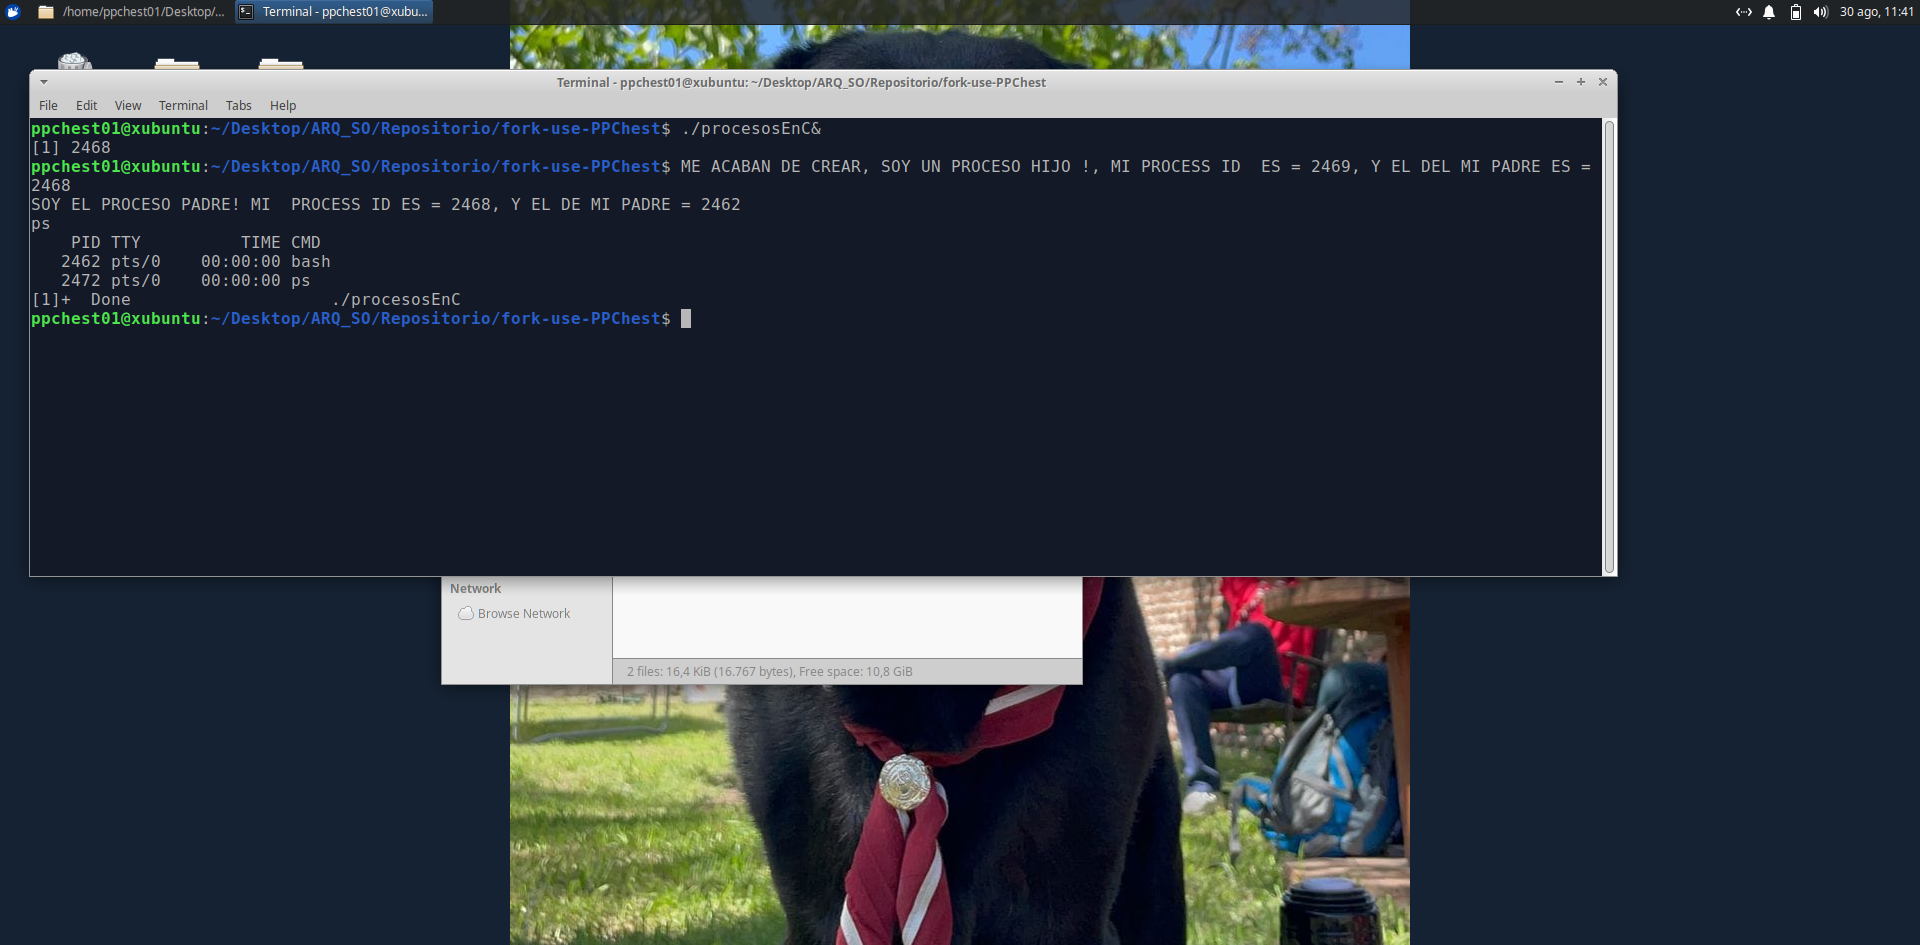 /home/ppchest01/Desktop/...
Terminal - ppchest01@xubu...
30 ago, 11:41
Terminal - ppchest01@xubuntu: ~/Desktop/ARQ_SO/Repositorio/fork-use-PPChest
File Edit View Terminal Tabs Help
ppchest01@xubuntu:~/Desktop/ARQ_SO/Repositorio/fork-use-PPChest$ ./procesosEnC&
[1] 2468
ppchest01@xubuntu:~/Desktop/ARQ_SO/Repositorio/fork-use-PPChest$ ME ACABAN DE CREAR, SOY UN PROCESO HIJO !, MI PROCESS ID  ES = 2469, Y EL DEL MI PADRE ES =
2468
SOY EL PROCESO PADRE! MI  PROCESS ID ES = 2468, Y EL DE MI PADRE = 2462
ps
    PID TTY          TIME CMD
   2462 pts/0    00:00:00 bash
   2472 pts/0    00:00:00 ps
[1]+  Done                    ./procesosEnC
ppchest01@xubuntu:~/Desktop/ARQ_SO/Repositorio/fork-use-PPChest$
Network
Browse Network
2 files: 16,4 KiB (16.767 bytes), Free space: 10,8 GiB